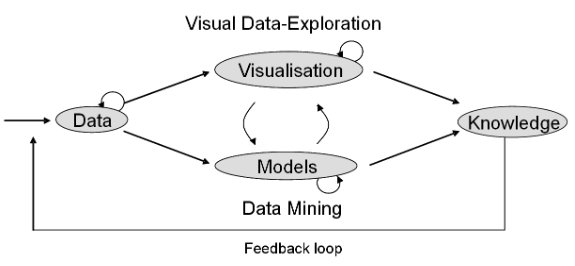 Visual Data-Exploration
Visualisation
Data
Knowledge
Models
Data Mining
Feedback loop